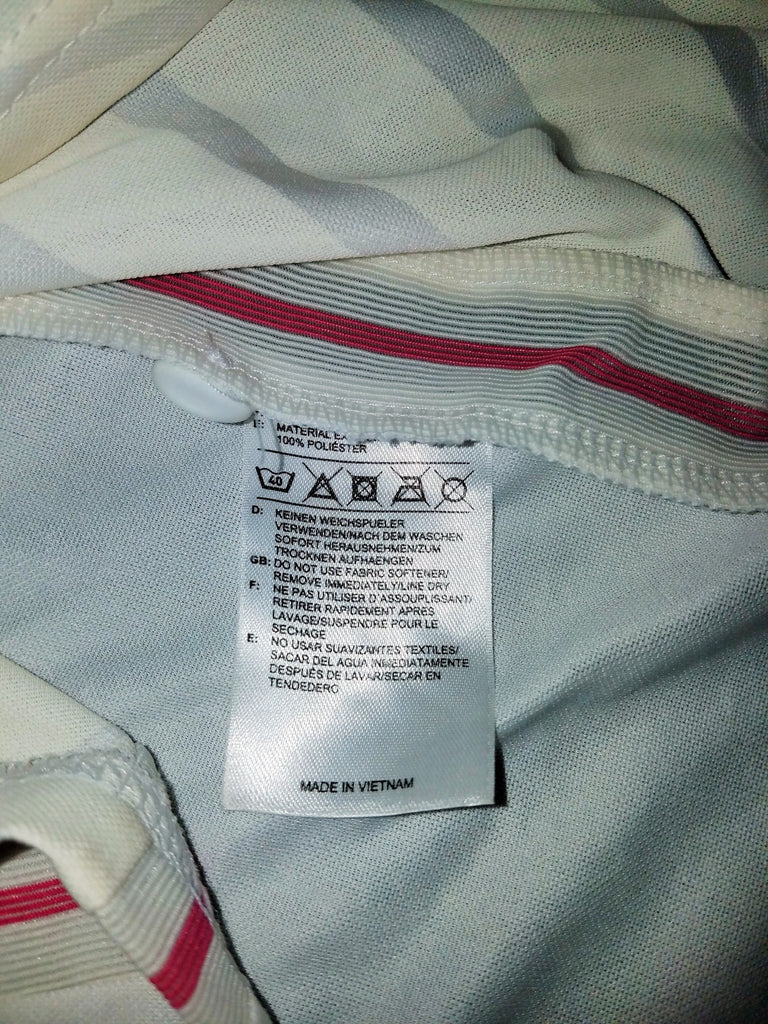 E: MATERIAL
100% POLIÉSTER
40
D: KEINEN WEICHSPUELER
VERWENDEN/NACH DEM WASCHEN
SOFORT HERAUSNEHMEN/ZUM
TROCKNEN AUFHAENGEN
GB: DO NOT USE FABRIC SOFTENER/
REMOVE IMMEDIATELY/LINE DRY
F: NE PAS UTILISER D'ASSOUPLISSANT/
RETIRER RAPIDEMENT APRES
LAVAGE/SUSPENDRE POUR LE
SECHAGE
E: NO USAR SUAVIZANTES TEXTILES/
SACAR DEL AGUA INMEDIATAMENTE
DESPUÉS DE LAVAR/SECAR EN
TENDEDERO
MADE IN VIETNAM